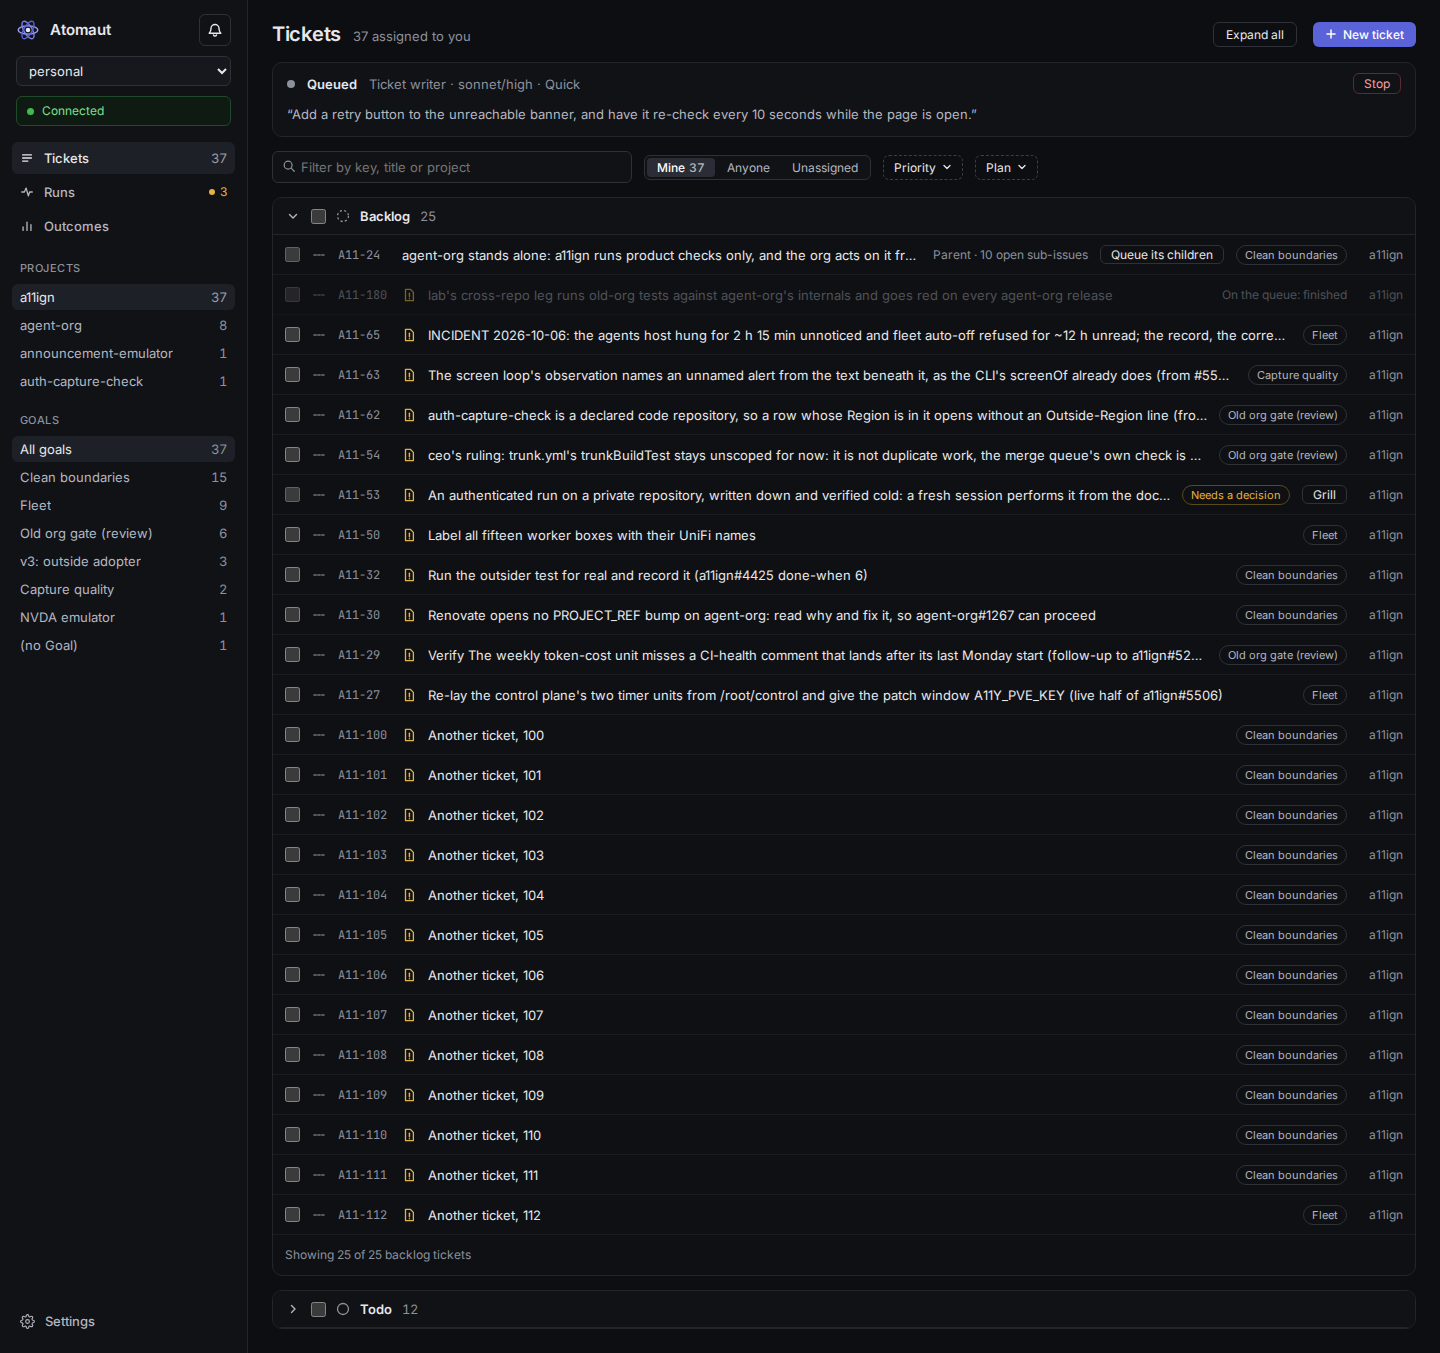 Atomaut
personal
Connected
Tickets 37
Runs 3
Outcomes
PROJECTS
a11ign 37
agent-org 8
announcement-emulator 1
auth-capture-check 1
GOALS
All goals 37
Clean boundaries 15
Fleet 9
Old org gate (review) 6
v3: outside adopter 3
Capture quality 2
NVDA emulator 1
(no Goal) 1
Settings
Tickets 37 assigned to you
Expand all
+ New ticket
Queued Ticket writer · sonnet/high · Quick
Stop
“Add a retry button to the unreachable banner, and have it re-check every 10 seconds while the page is open.”
Filter by key, title or project
Mine 37 Anyone Unassigned
Priority
Plan
Backlog 25
A11-24 agent-org stands alone: a11ign runs product checks only, and the org acts on it fr... Parent · 10 open sub-issues Queue its children Clean boundaries a11ign
A11-180 lab's cross-repo leg runs old-org tests against agent-org's internals and goes red on every agent-org release On the queue: finished a11ign
A11-65 INCIDENT 2026-10-06: the agents host hung for 2 h 15 min unnoticed and fleet auto-off refused for ~12 h unread; the record, the corre... Fleet a11ign
A11-63 The screen loop's observation names an unnamed alert from the text beneath it, as the CLI's screenOf already does (from #55... Capture quality a11ign
A11-62 auth-capture-check is a declared code repository, so a row whose Region is in it opens without an Outside-Region line (fro... Old org gate (review) a11ign
A11-54 ceo's ruling: trunk.yml's trunkBuildTest stays unscoped for now: it is not duplicate work, the merge queue's own check is ... Old org gate (review) a11ign
A11-53 An authenticated run on a private repository, written down and verified cold: a fresh session performs it from the doc... Needs a decision Grill a11ign
A11-50 Label all fifteen worker boxes with their UniFi names Fleet a11ign
A11-32 Run the outsider test for real and record it (a11ign#4425 done-when 6) Clean boundaries a11ign
A11-30 Renovate opens no PROJECT_REF bump on agent-org: read why and fix it, so agent-org#1267 can proceed Clean boundaries a11ign
A11-29 Verify The weekly token-cost unit misses a CI-health comment that lands after its last Monday start (follow-up to a11ign#52... Old org gate (review) a11ign
A11-27 Re-lay the control plane's two timer units from /root/control and give the patch window A11Y_PVE_KEY (live half of a11ign#5506) Fleet a11ign
A11-100 Another ticket, 100 Clean boundaries a11ign
A11-101 Another ticket, 101 Clean boundaries a11ign
A11-102 Another ticket, 102 Clean boundaries a11ign
A11-103 Another ticket, 103 Clean boundaries a11ign
A11-104 Another ticket, 104 Clean boundaries a11ign
A11-105 Another ticket, 105 Clean boundaries a11ign
A11-106 Another ticket, 106 Clean boundaries a11ign
A11-107 Another ticket, 107 Clean boundaries a11ign
A11-108 Another ticket, 108 Clean boundaries a11ign
A11-109 Another ticket, 109 Clean boundaries a11ign
A11-110 Another ticket, 110 Clean boundaries a11ign
A11-111 Another ticket, 111 Clean boundaries a11ign
A11-112 Another ticket, 112 Fleet a11ign
Showing 25 of 25 backlog tickets
Todo 12